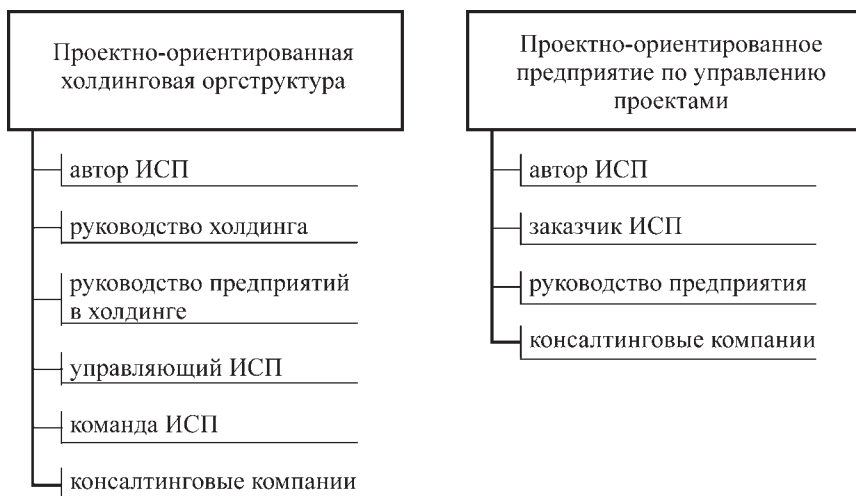 Проектно-ориентированная
холдинговая оргструктура
автор ИСП
руководство холдинга
руководство предприятий
в холдинге
управляющий ИСП
команда ИСП
консалтинговые компании
Проектно-ориентированное
предприятие по управлению
проектами
автор ИСП
заказчик ИСП
руководство предприятия
консалтинговые компании